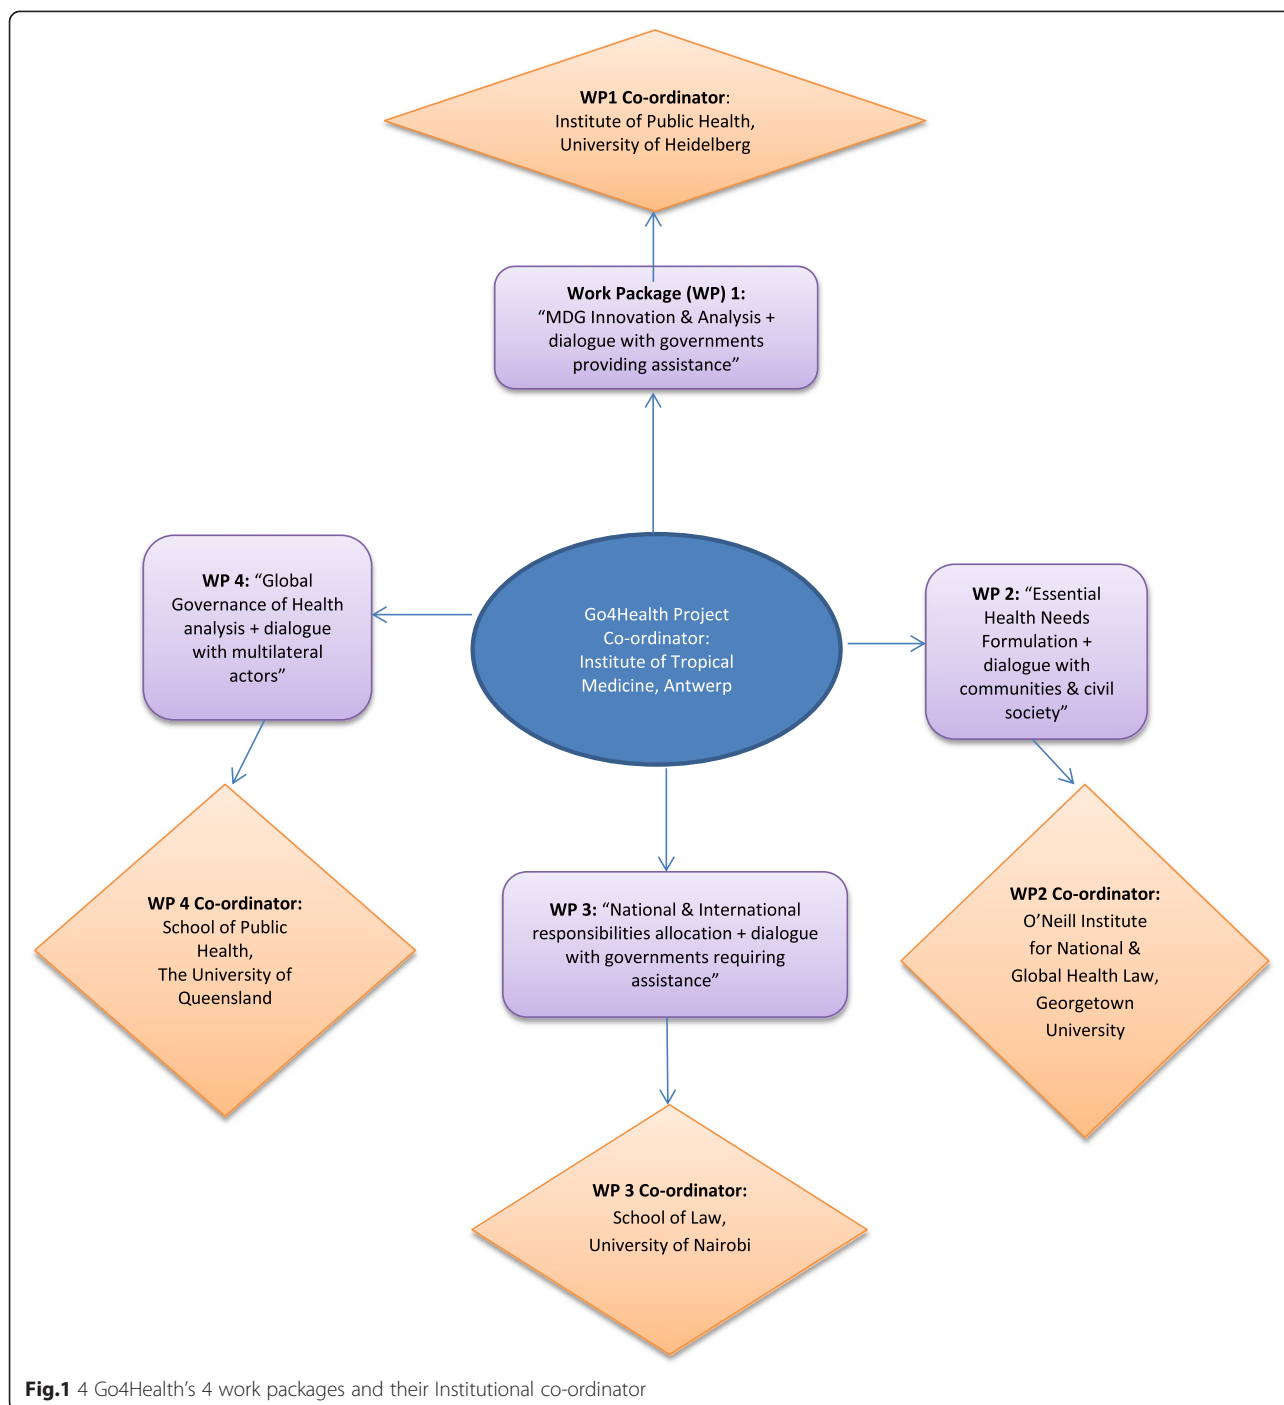 WP1 Co-ordinator:
Institute of Public Health,
University of Heidelberg
Work Package (WP) 1:
“MDG Innovation & Analysis +
dialogue with governments
providing assistance”
WP 4: “Global
Governance of Health
analysis + dialogue
with multilateral
actors”
Go4Health Project
Co-ordinator:
Institute of Tropical
Medicine, Antwerp
WP 2: “Essential
Health Needs
Formulation +
dialogue with
communities & civil
society”
WP 4 Co-ordinator:
School of Public
Health,
The University of
Queensland
WP 3: “National & International
responsibilities allocation + dialogue
with governments requiring
assistance”
WP2 Co-ordinator:
O’Neill Institute
for National &
Global Health Law,
Georgetown
University
WP 3 Co-ordinator:
School of Law,
University of Nairobi
Fig.1 4 Go4Health’s 4 work packages and their Institutional co-ordinator